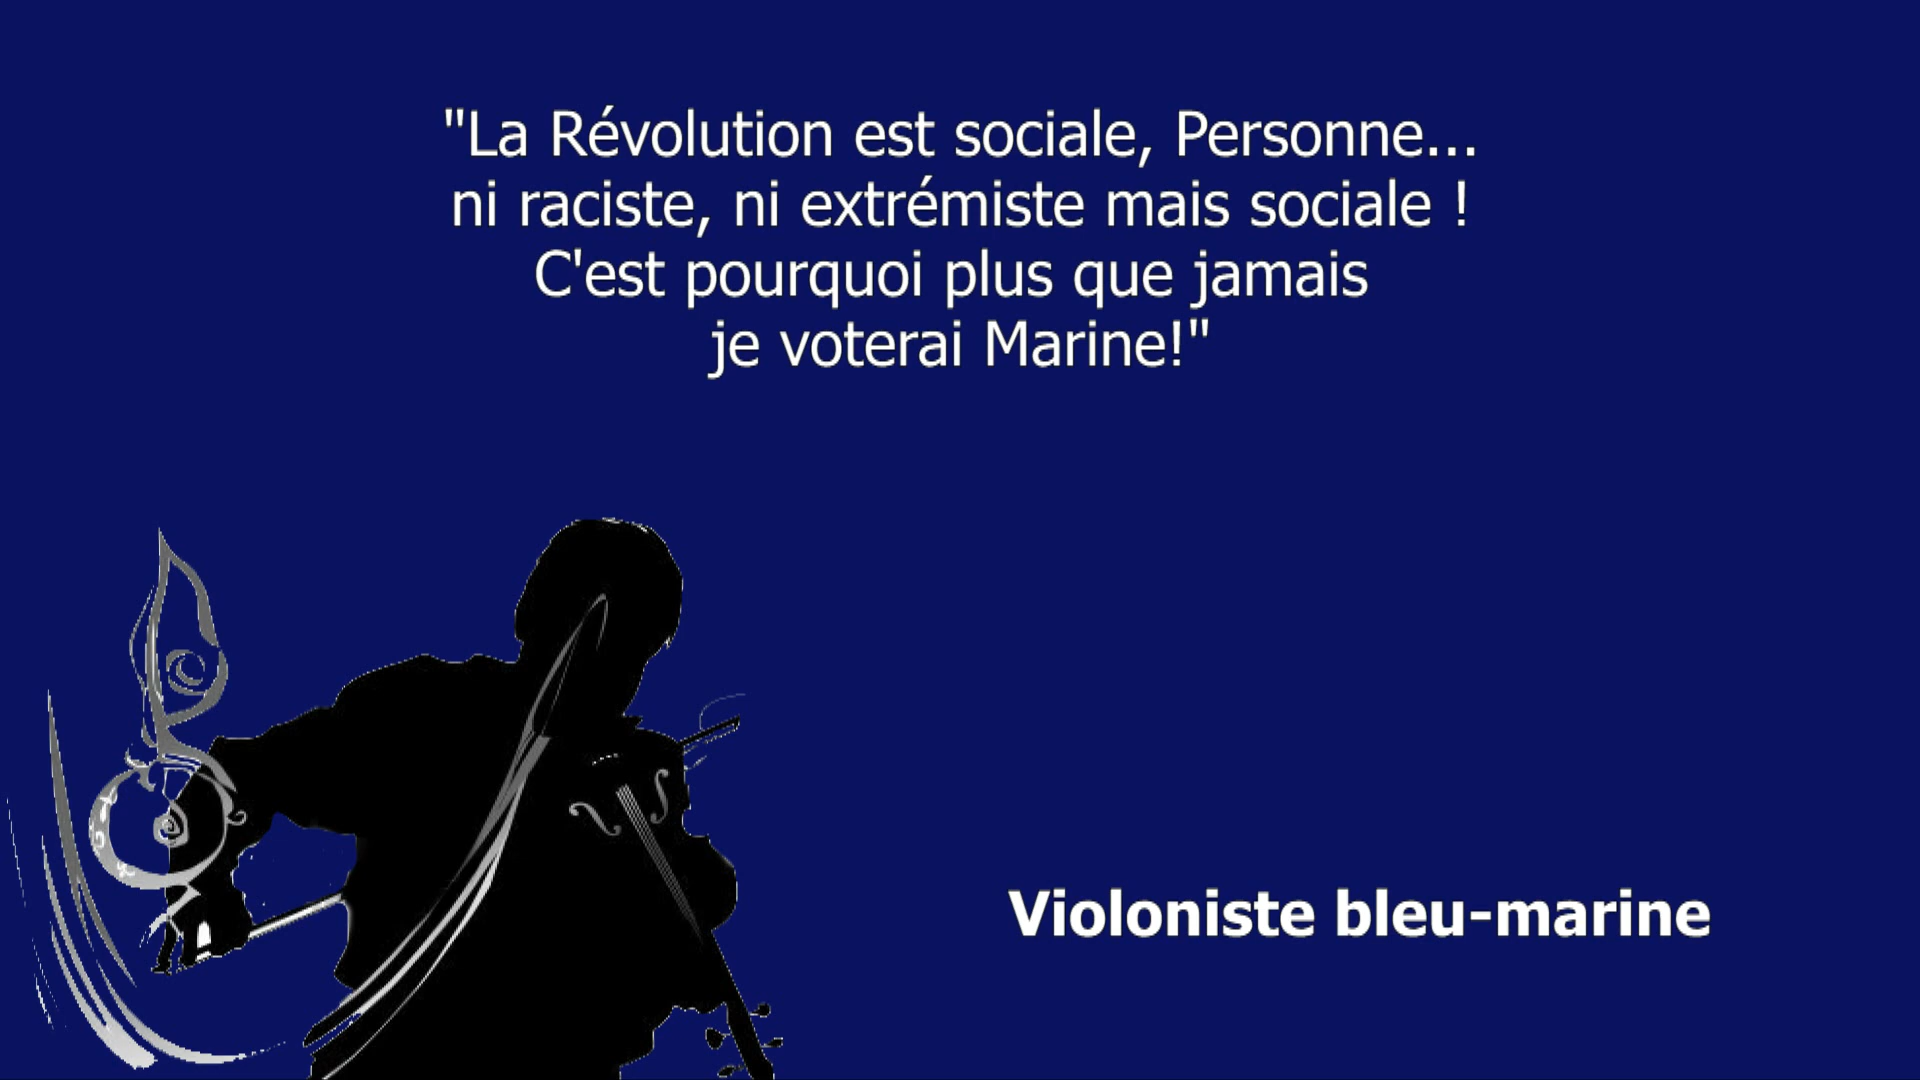 "La Révolution est sociale, Personne...
ni raciste, ni extrémiste mais sociale !
C'est pourquoi plus que jamais
je voterai Marine!"
Violoniste bleu-marine